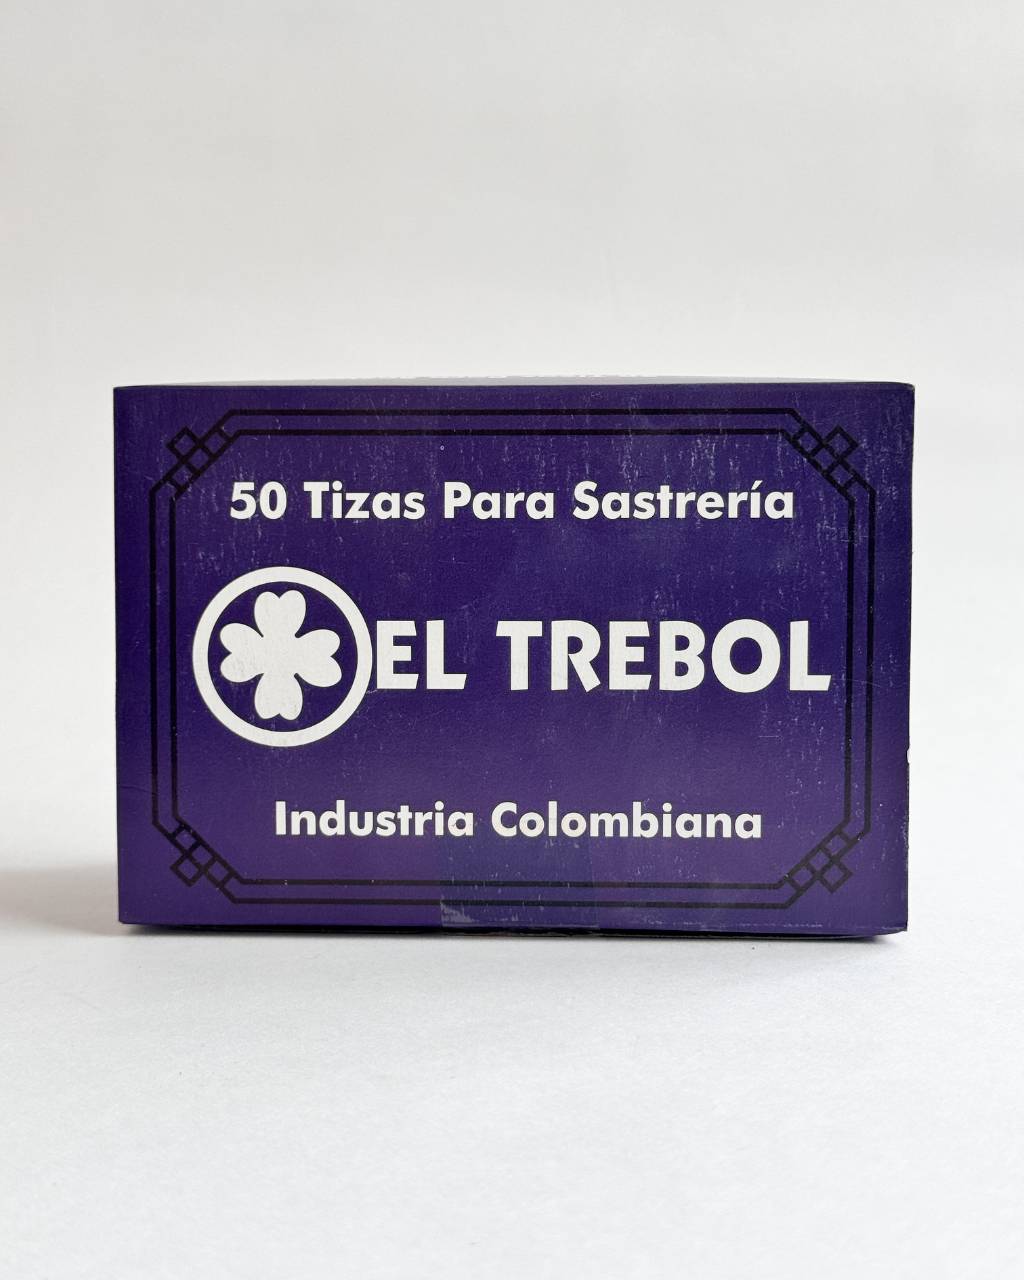 50 Tizas Para Sastrería
EL TREBOL
Industria Colombiana